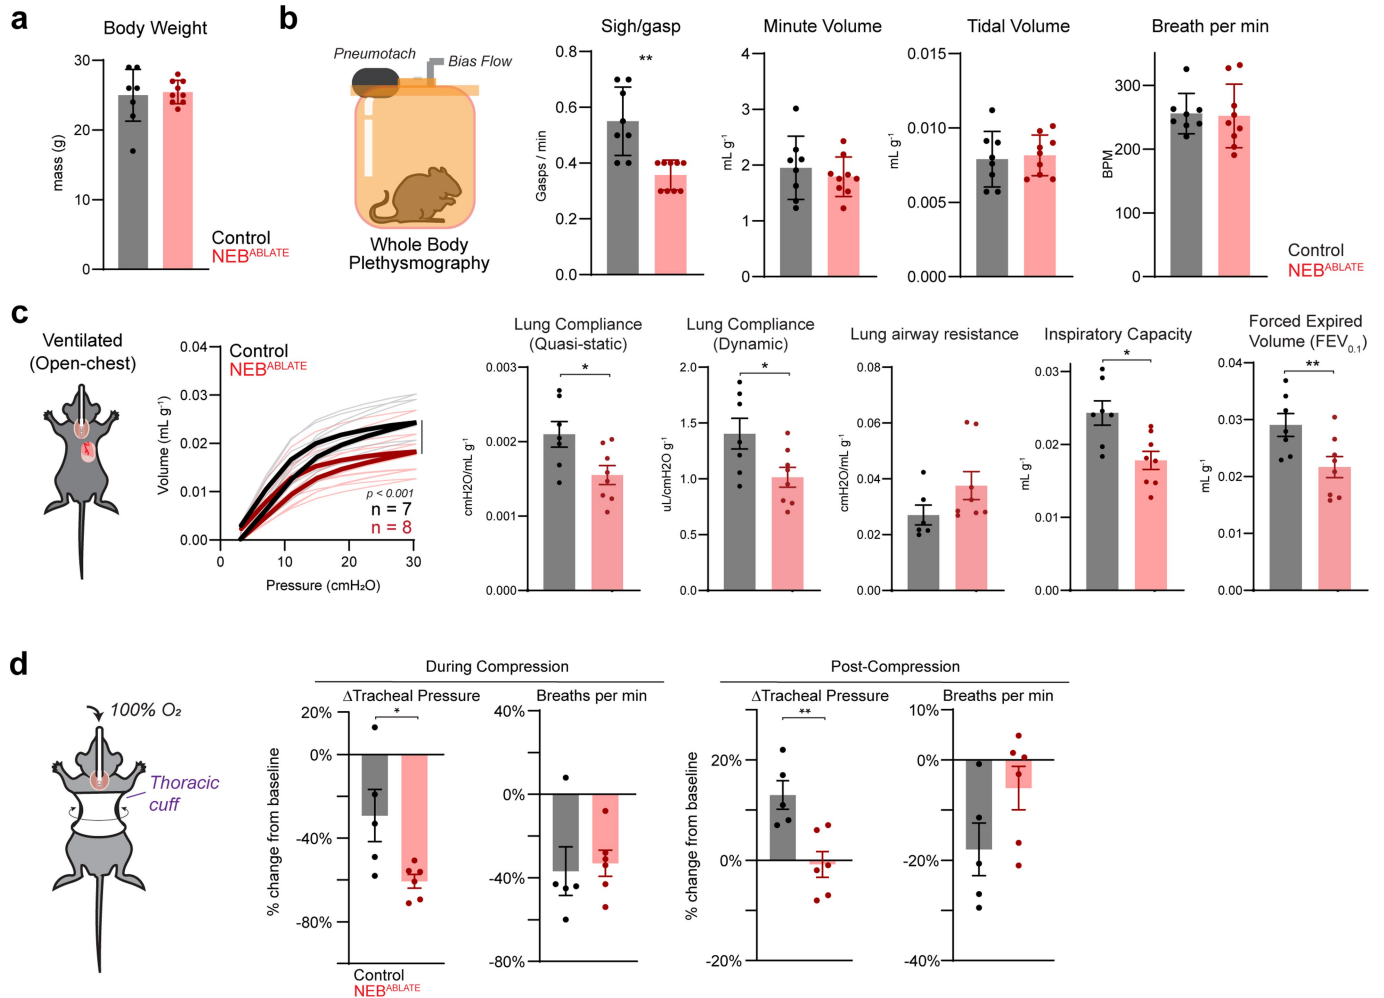 a
Body Weight
mass (g)
30
20
10
0
Control
NEBABLATE
b
Pneumotach
Bias Flow
Whole Body
Plethysmography
Sigh/gasp
**
Gasps / min
0.8
0.6
0.4
0.2
0.0
Minute Volume
mL g-1
4
3
2
1
0
Tidal Volume
mL g-1
0.015
0.010
0.005
0.000
Breath per min
BPM
300
200
100
0
Control
NEBABLATE
c
Ventilated
(Open-chest)
Volume (mL g-1)
0.04
0.03
0.02
0.01
0.00
0
10
20
30
Pressure (cmH₂O)
Control
NEBABLATE
p < 0.001
n = 7
n = 8
Lung Compliance
(Quasi-static)
*
cmH2O/mL g-1
0.003
0.002
0.001
0.000
Lung Compliance
(Dynamic)
*
uL/cmH2O g-1
2.0
1.5
1.0
0.5
0.0
Lung airway resistance
cmH2O/mL g-1
0.08
0.06
0.04
0.02
0.00
Inspiratory Capacity
*
mL g-1
0.03
0.02
0.01
0.00
Forced Expired
Volume (FEV0.1)
**
mL g-1
0.04
0.03
0.02
0.01
0.00
d
100% O₂
Thoracic
cuff
During Compression
ΔTracheal Pressure
*
% change from baseline
20%
0%
-40%
-80%
Control
NEBABLATE
Breaths per min
40%
0%
-40%
-80%
Post-Compression
ΔTracheal Pressure
**
% change from baseline
20%
0%
-20%
Breaths per min
10%
0%
-20%
-40%